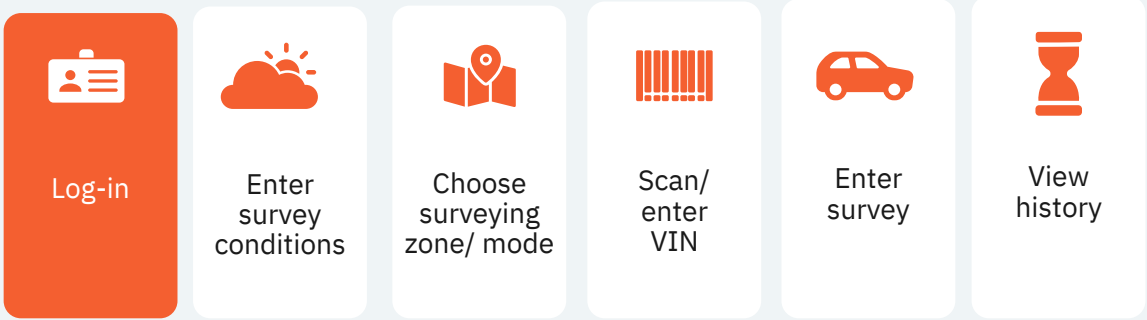 Log-in
Enter
survey
conditions
Choose
surveying
zone/ mode
Scan/
enter
VIN
Enter
survey
View
history